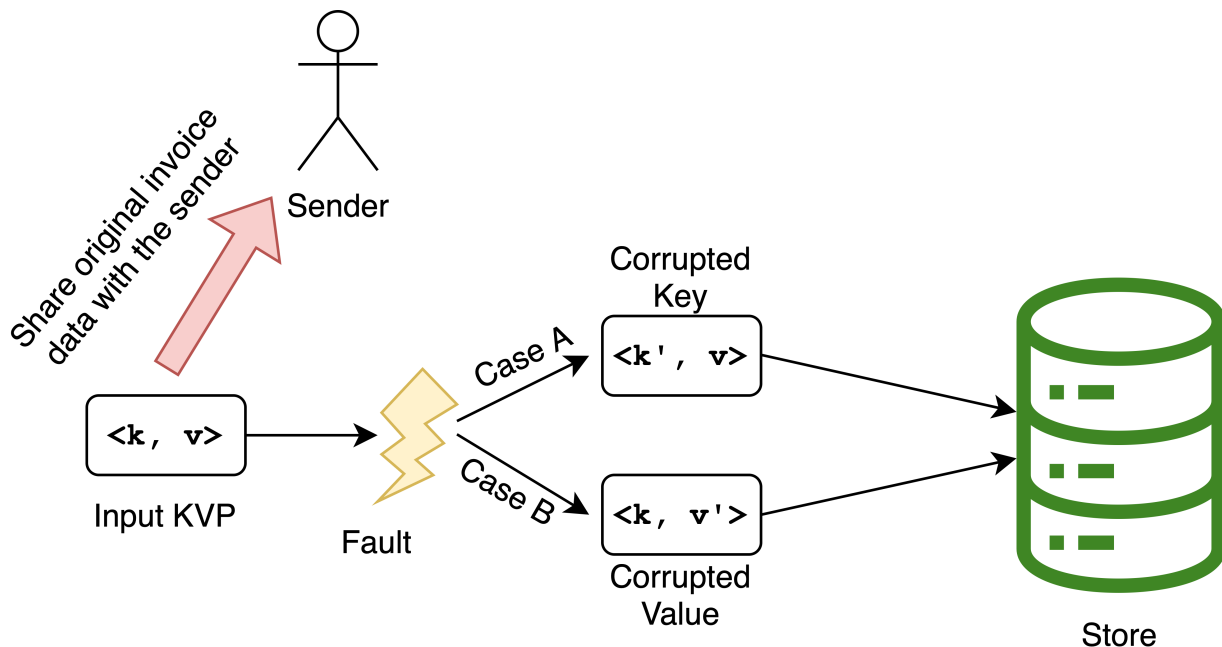 Share original invoice
data with the sender
Sender
<k, v>
Input KVP
Fault
Case A
Case B
Corrupted
Key
<k', v>
<k, v'>
Corrupted
Value
Store